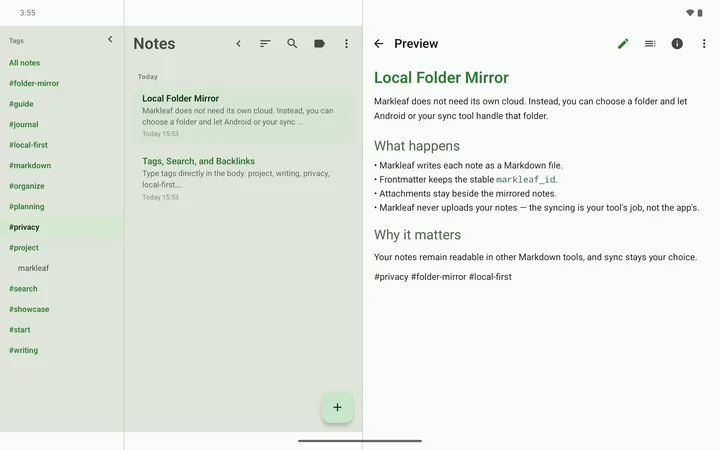 3:55
Tags
All notes
#folder-mirror
#guide
#journal
#local-first
#markdown
#organize
#planning
#privacy
#project
markleaf
#search
#showcase
#start
#writing
Notes
Today
Local Folder Mirror
Markleaf does not need its own cloud. Instead, you can
choose a folder and let Android or your sync ...
Today 15:53
Tags, Search, and Backlinks
Type tags directly in the body: project, writing, privacy,
local-first...
Today 15:53
+
Preview
Local Folder Mirror
Markleaf does not need its own cloud. Instead, you can choose a folder and let
Android or your sync tool handle that folder.
What happens
• Markleaf writes each note as a Markdown file.
• Frontmatter keeps the stable markleaf_id.
• Attachments stay beside the mirrored notes.
• Markleaf never uploads your notes — the syncing is your tool's job, not the app's.
Why it matters
Your notes remain readable in other Markdown tools, and sync stays your choice.
#privacy #folder-mirror #local-first